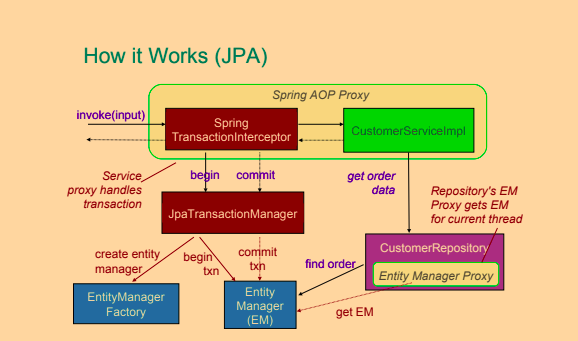 How it Works (JPA)
Spring AOP Proxy
invoke(input)
Spring
TransactionInterceptor
CustomerServiceImpl
Service
proxy handles
transaction
begin
commit
get order
data
Repository's EM
Proxy gets EM
for current thread
JpaTransactionManager
CustomerRepository
Entity Manager Proxy
create entity
manager
begin
txn
commit
txn
find order
EntityManager
Factory
Entity
Manager
(EM)
get EM